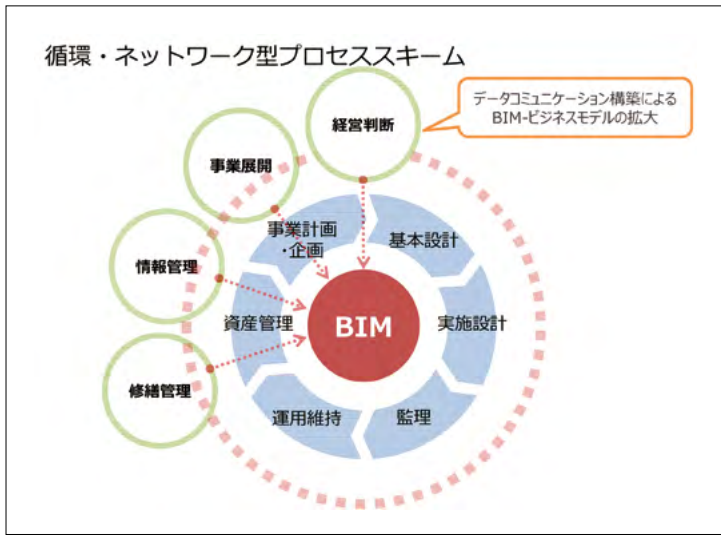 循環・ネットワーク型プロセススキーム
データコミュニケーション構築による
BIM-ビジネスモデルの拡大
経営判断
事業展開
情報管理
修繕管理
事業計画
・企画
基本設計
実施設計
監理
運用維持
資産管理
BIM